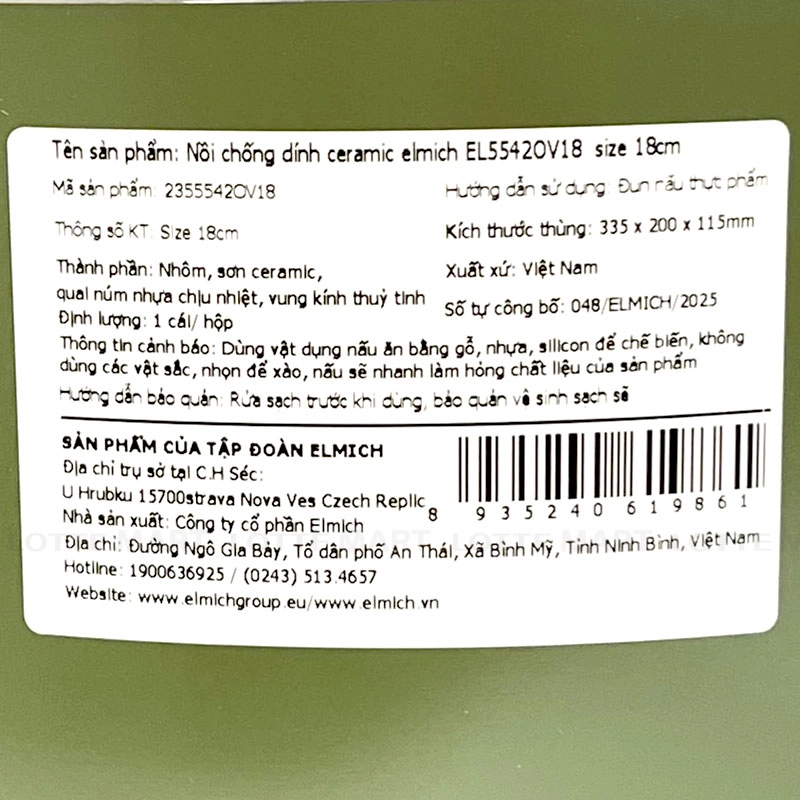 Tên sản phẩm: Nồi chống dính ceramic elmich EL5542OV18 size 18cm
Mã sản phẩm: 2355542OV18
Hướng dẫn sử dụng: Đun nấu thực phẩm
Thông số KT: Size 18cm
Kích thước thùng: 335 x 200 x 115mm
Thành phần: Nhôm, sơn ceramic,
quai núm nhựa chịu nhiệt, vung kính thuỷ tinh
Xuất xứ: Việt Nam
Định lượng: 1 cái/ hộp
Số tự công bố: 048/ELMICH/2025
Thông tin cảnh báo: Dùng vật dụng nấu ăn bằng gỗ, nhựa, silicon để chế biến, không
dùng các vật sắc, nhọn để xào, nấu sẽ nhanh làm hỏng chất liệu của sản phẩm
Hướng dẫn bảo quản: Rửa sạch trước khi dùng, bảo quản vệ sinh sạch sẽ
SẢN PHẨM CỦA TẬP ĐOÀN ELMICH
Địa chỉ trụ sở tại C.H Séc:
U Hrubku 15700strava Nova Ves Czech Replic
8 935240 619861
Nhà sản xuất: Công ty cổ phần Elmich
Địa chỉ: Đường Ngô Gia Bảy, Tổ dân phố An Thái, Xã Bình Mỹ, Tỉnh Ninh Bình, Việt Nam
Hotline: 1900636925 / (0243) 513.4657
Website: www.elmichgroup.eu/www.elmich.vn
LOTTE MART LOTTE MART LOTTE MART LOTTE M